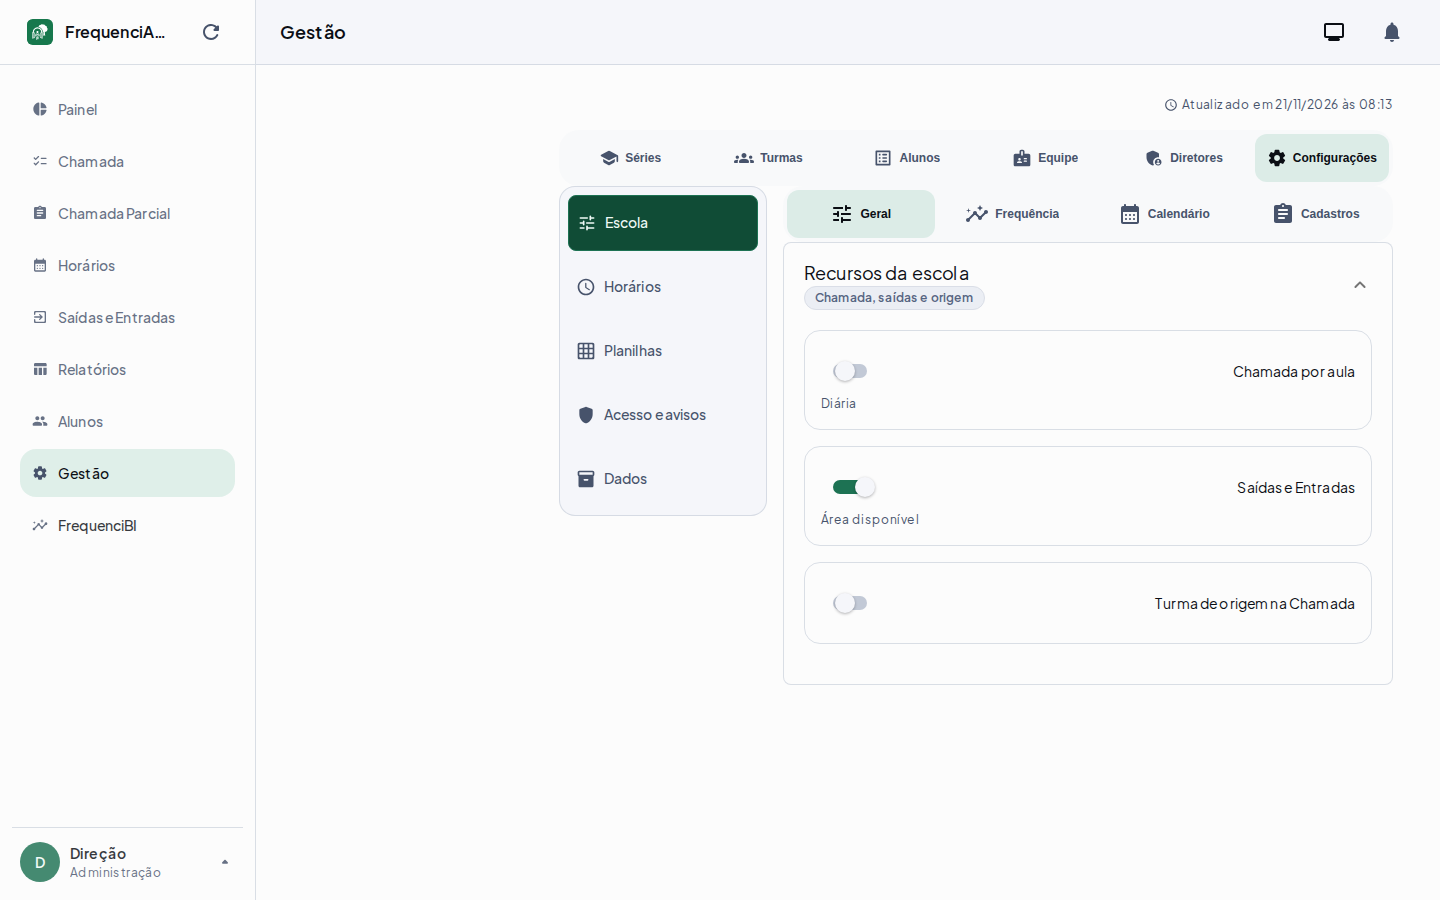 FrequenciA...
Gestão
Painel
Chamada
Chamada Parcial
Horários
Saídas e Entradas
Relatórios
Alunos
Gestão
FrequenciBI
D
Direção
Administração
Atualizado em 21/11/2026 às 08:13
Séries
Turmas
Alunos
Equipe
Diretores
Configurações
Escola
Horários
Planilhas
Acesso e avisos
Dados
Geral
Frequência
Calendário
Cadastros
Recursos da escola
Chamada, saídas e origem
Chamada por aula
Diária
Saídas e Entradas
Área disponível
Turma de origem na Chamada